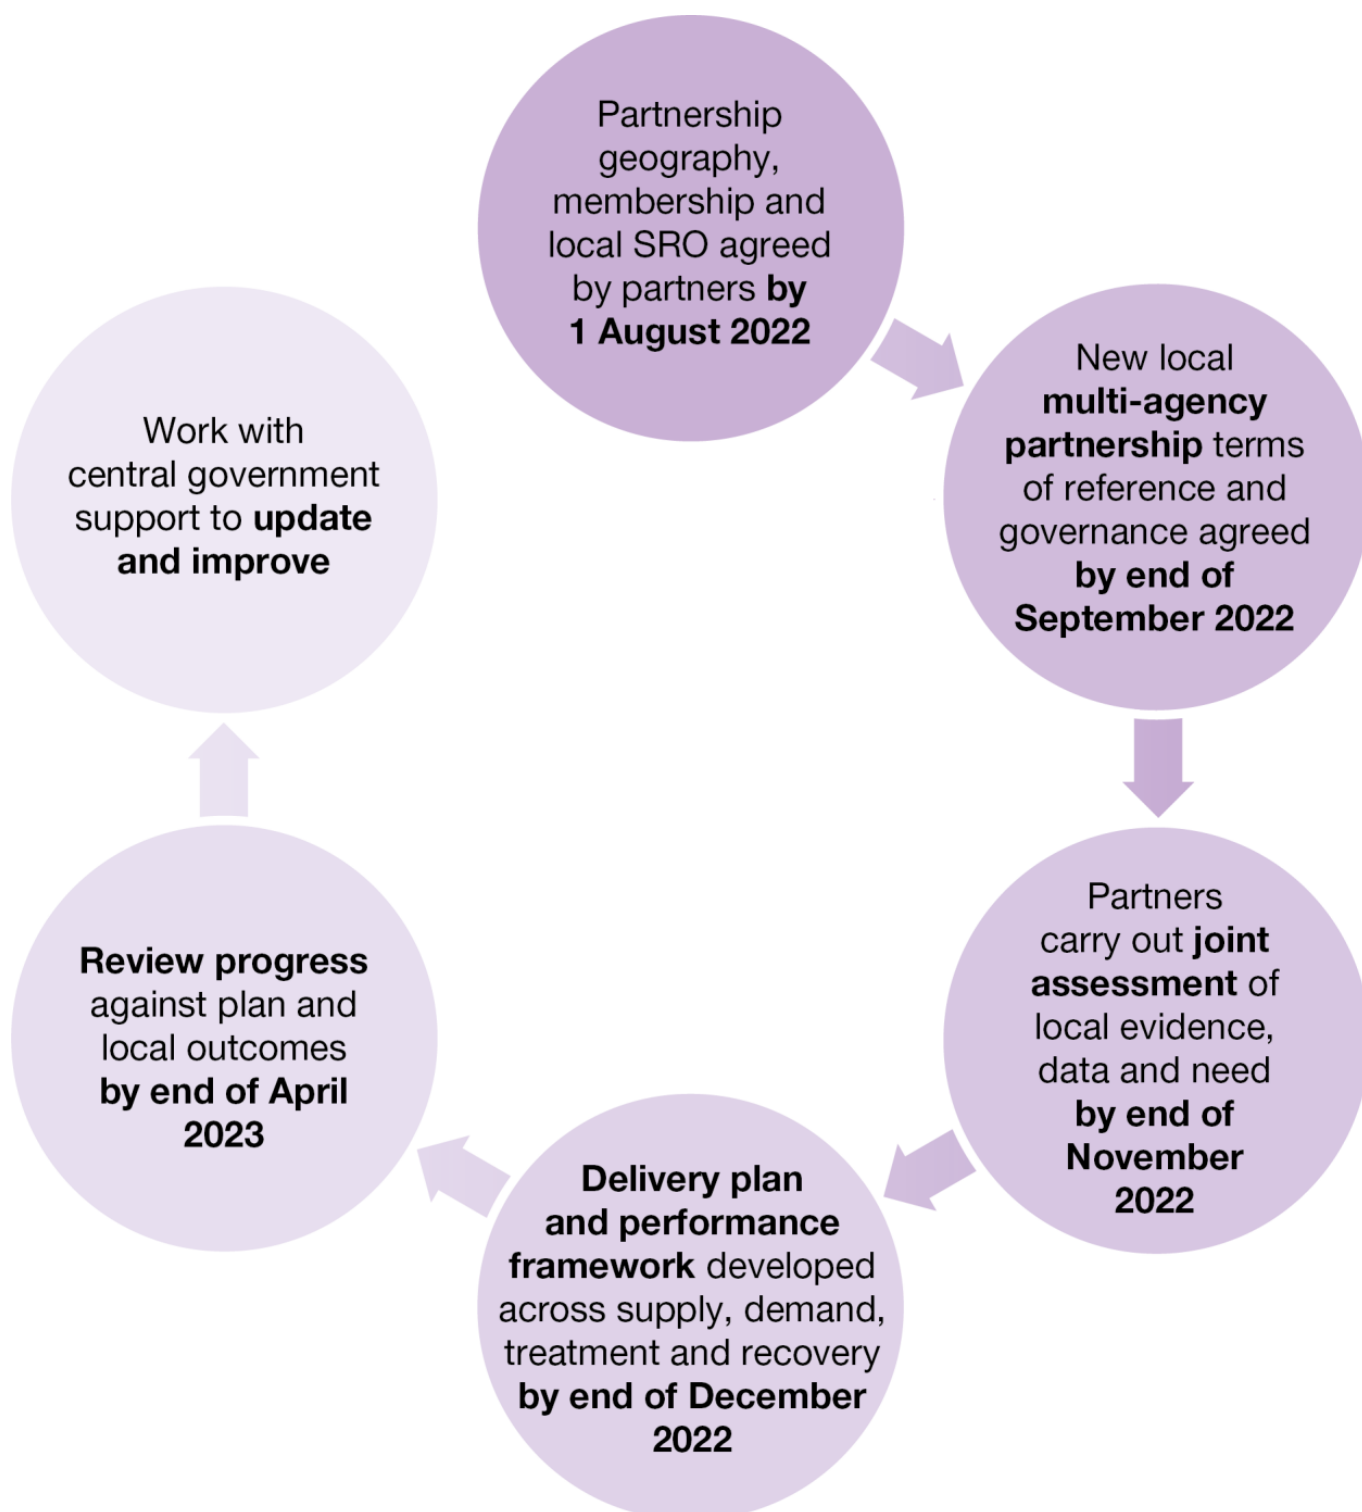 Partnership
geography,
membership and
local SRO agreed
by partners by
1 August 2022
New local
multi-agency
partnership terms
of reference and
governance agreed
by end of
September 2022
Partners
carry out joint
assessment of
local evidence,
data and need
by end of
November
2022
Delivery plan
and performance
framework developed
across supply, demand,
treatment and recovery
by end of December
2022
Review progress
against plan and
local outcomes
by end of April
2023
Work with
central government
support to update
and improve